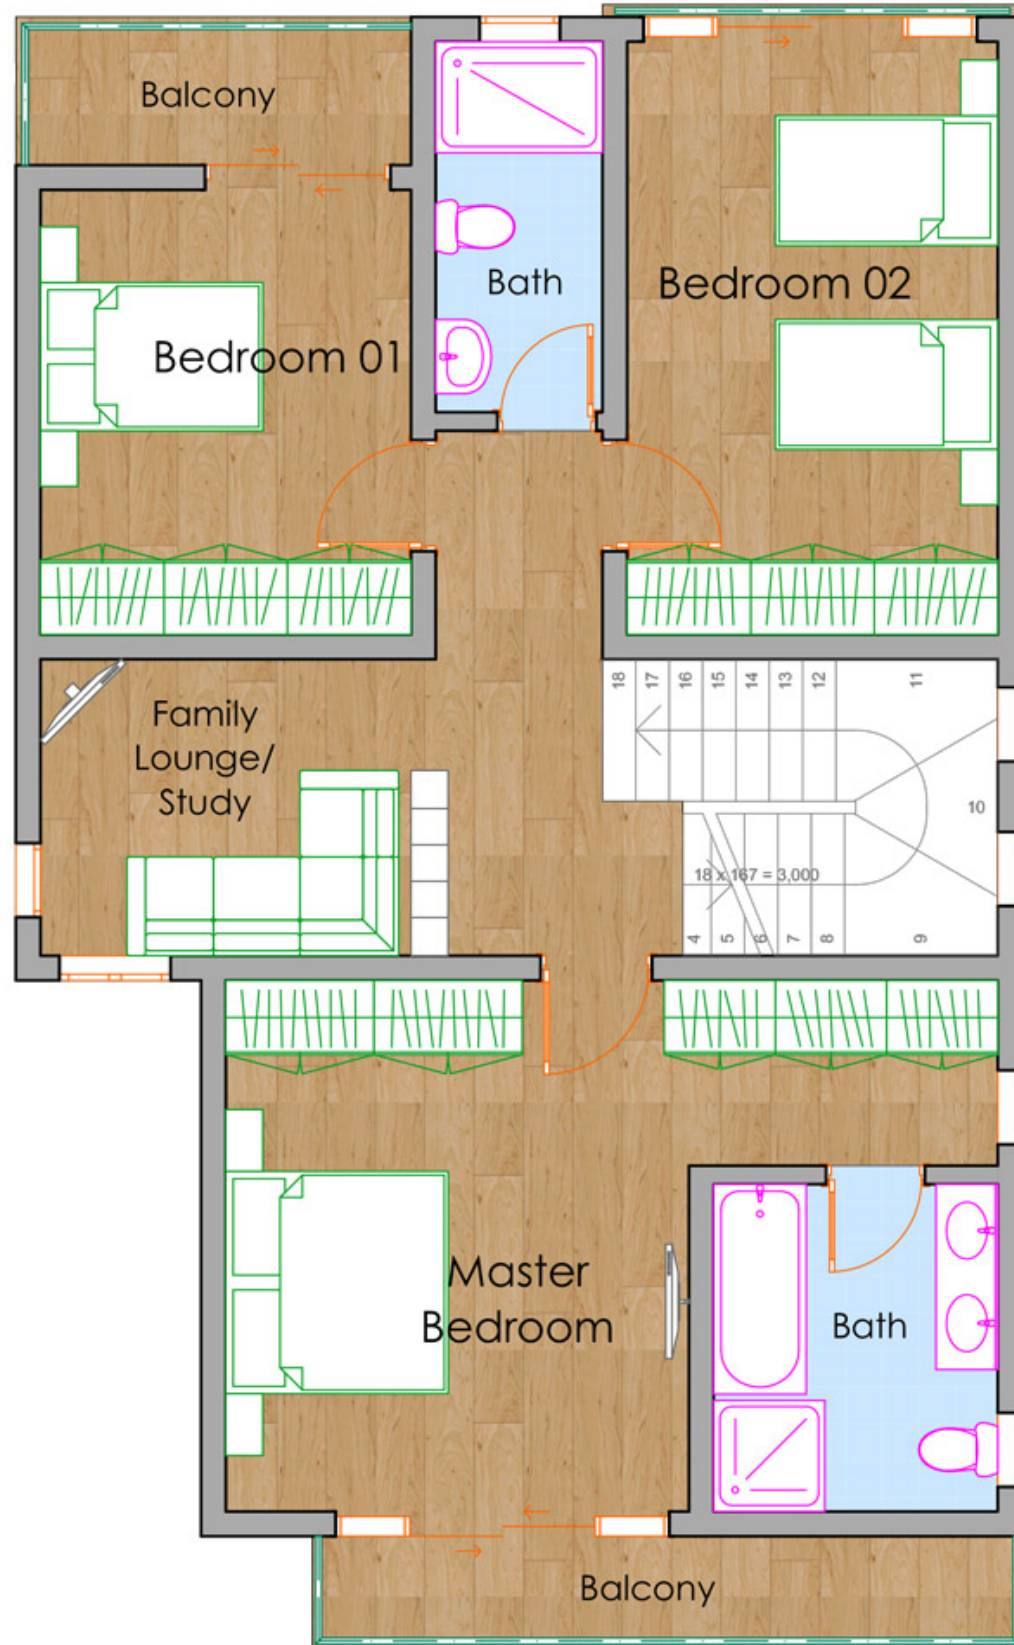 Balcony
Bath
Bedroom 02
Bedroom 01
Family
Lounge/
Study
18
17
16
15
14
13
12
11
10
18 x 167 = 3,000
4
5
6
7
8
9
Master
Bedroom
Bath
Balcony